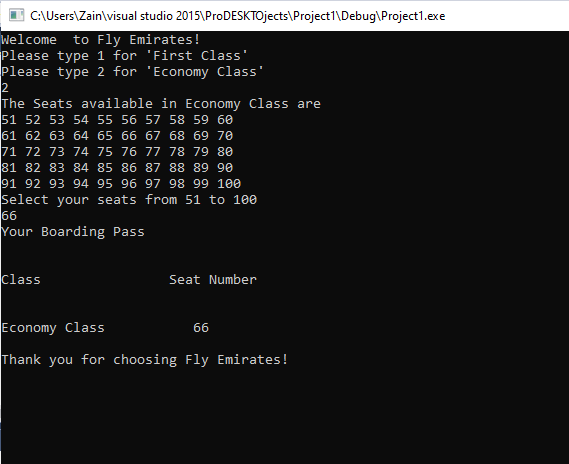 C:\Users\Zain\visual studio 2015\ProDESKTOjects\Project1\Debug\Project1.exe
Welcome  to Fly Emirates!
Please type 1 for 'First Class'
Please type 2 for 'Economy Class'
2
The Seats available in Economy Class are
51 52 53 54 55 56 57 58 59 60
61 62 63 64 65 66 67 68 69 70
71 72 73 74 75 76 77 78 79 80
81 82 83 84 85 86 87 88 89 90
91 92 93 94 95 96 97 98 99 100
Select your seats from 51 to 100
66
Your Boarding Pass
Class                Seat Number
Economy Class           66
Thank you for choosing Fly Emirates!